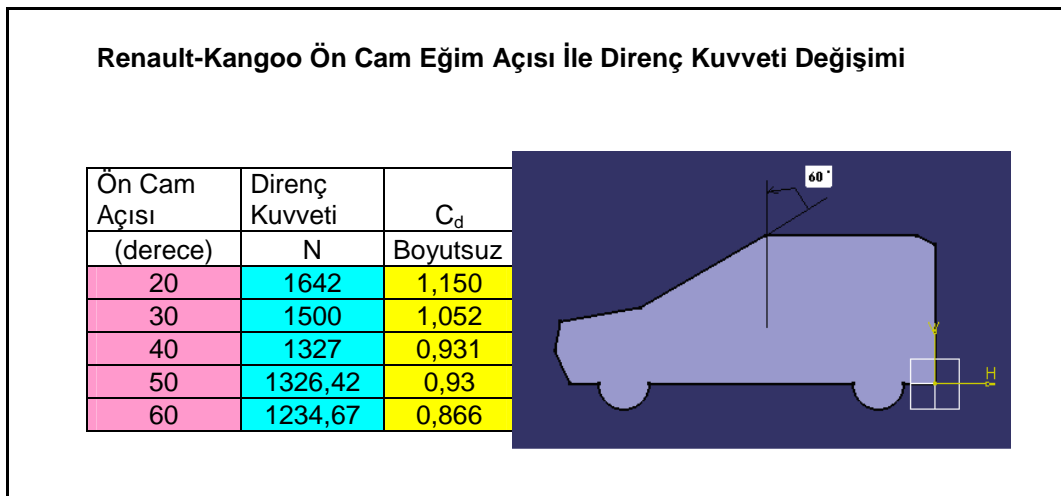 Renault-Kangoo Ön Cam Eğim Açısı İle Direnç Kuvveti Değişimi
Ön Cam Açısı Direnç Kuvveti C_d
(derece) N Boyutsuz
20 1642 1,150
30 1500 1,052
40 1327 0,931
50 1326,42 0,93
60 1234,67 0,866
60°
V
H